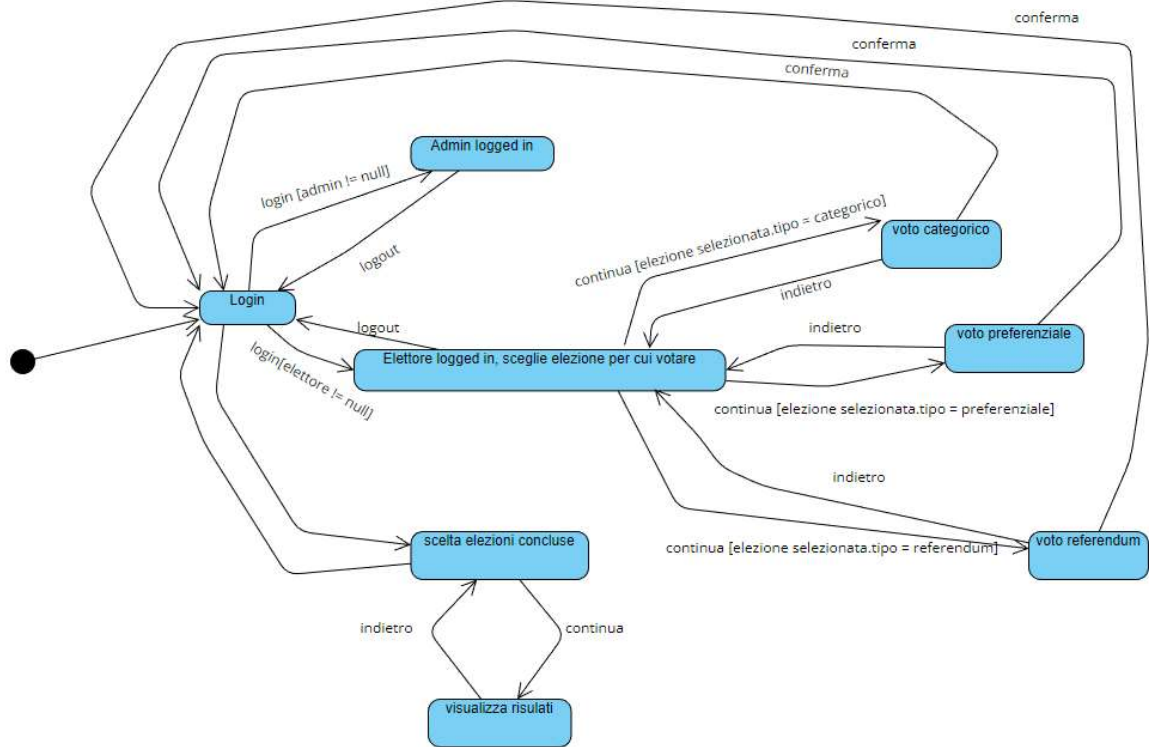 conferma
conferma
conferma
Admin logged in
login [admin != null]
logout
continua [elezione selezionata.tipo = categorico]
voto categorico
indietro
Login
logout
indietro
voto preferenziale
Elettore logged in, sceglie elezione per cui votare
login[elettore != null]
continua [elezione selezionata.tipo = preferenziale]
indietro
scelta elezioni concluse
continua [elezione selezionata.tipo = referendum]
voto referendum
indietro
continua
visualizza risulati